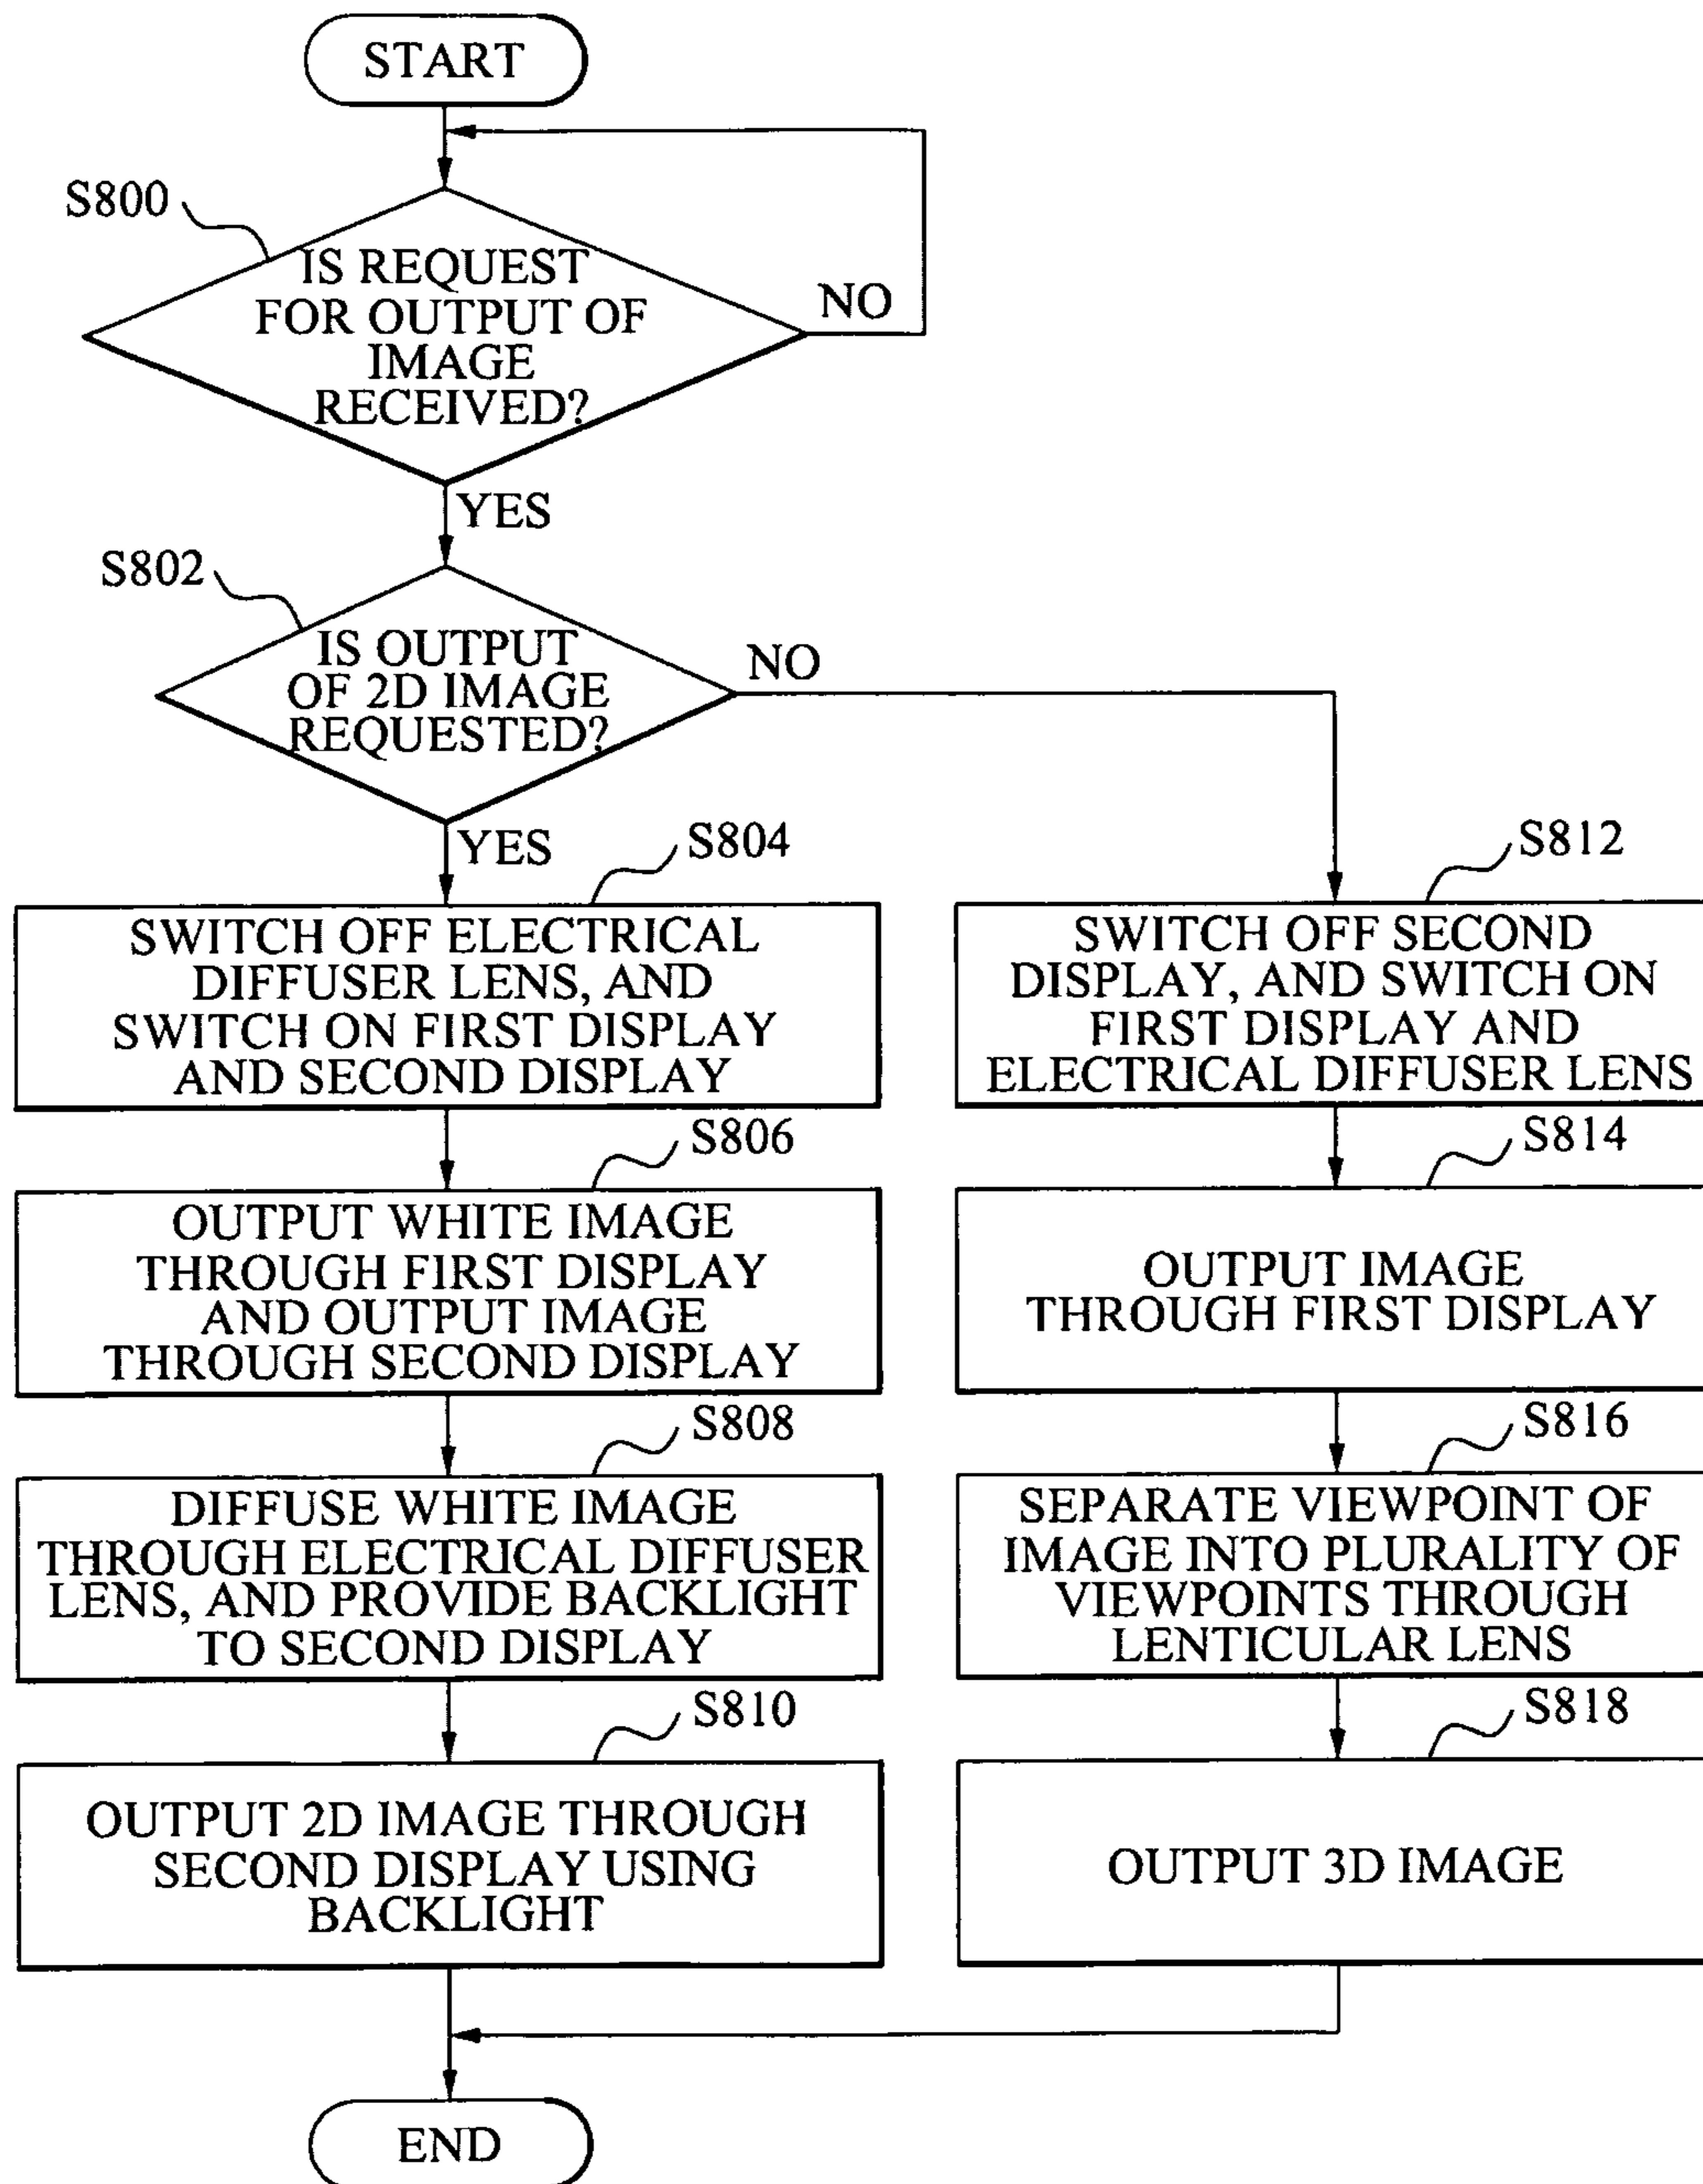 START
S800
IS REQUEST
FOR OUTPUT OF
IMAGE
RECEIVED?
NO
YES
S802
IS OUTPUT
OF 2D IMAGE
REQUESTED?
NO
YES
S804
SWITCH OFF ELECTRICAL
DIFFUSER LENS, AND
SWITCH ON FIRST DISPLAY
AND SECOND DISPLAY
S806
OUTPUT WHITE IMAGE
THROUGH FIRST DISPLAY
AND OUTPUT IMAGE
THROUGH SECOND DISPLAY
S808
DIFFUSE WHITE IMAGE
THROUGH ELECTRICAL DIFFUSER
LENS, AND PROVIDE BACKLIGHT
TO SECOND DISPLAY
S810
OUTPUT 2D IMAGE THROUGH
SECOND DISPLAY USING
BACKLIGHT
S812
SWITCH OFF SECOND
DISPLAY, AND SWITCH ON
FIRST DISPLAY AND
ELECTRICAL DIFFUSER LENS
S814
OUTPUT IMAGE
THROUGH FIRST DISPLAY
S816
SEPARATE VIEWPOINT OF
IMAGE INTO PLURALITY OF
VIEWPOINTS THROUGH
LENTICULAR LENS
S818
OUTPUT 3D IMAGE
END